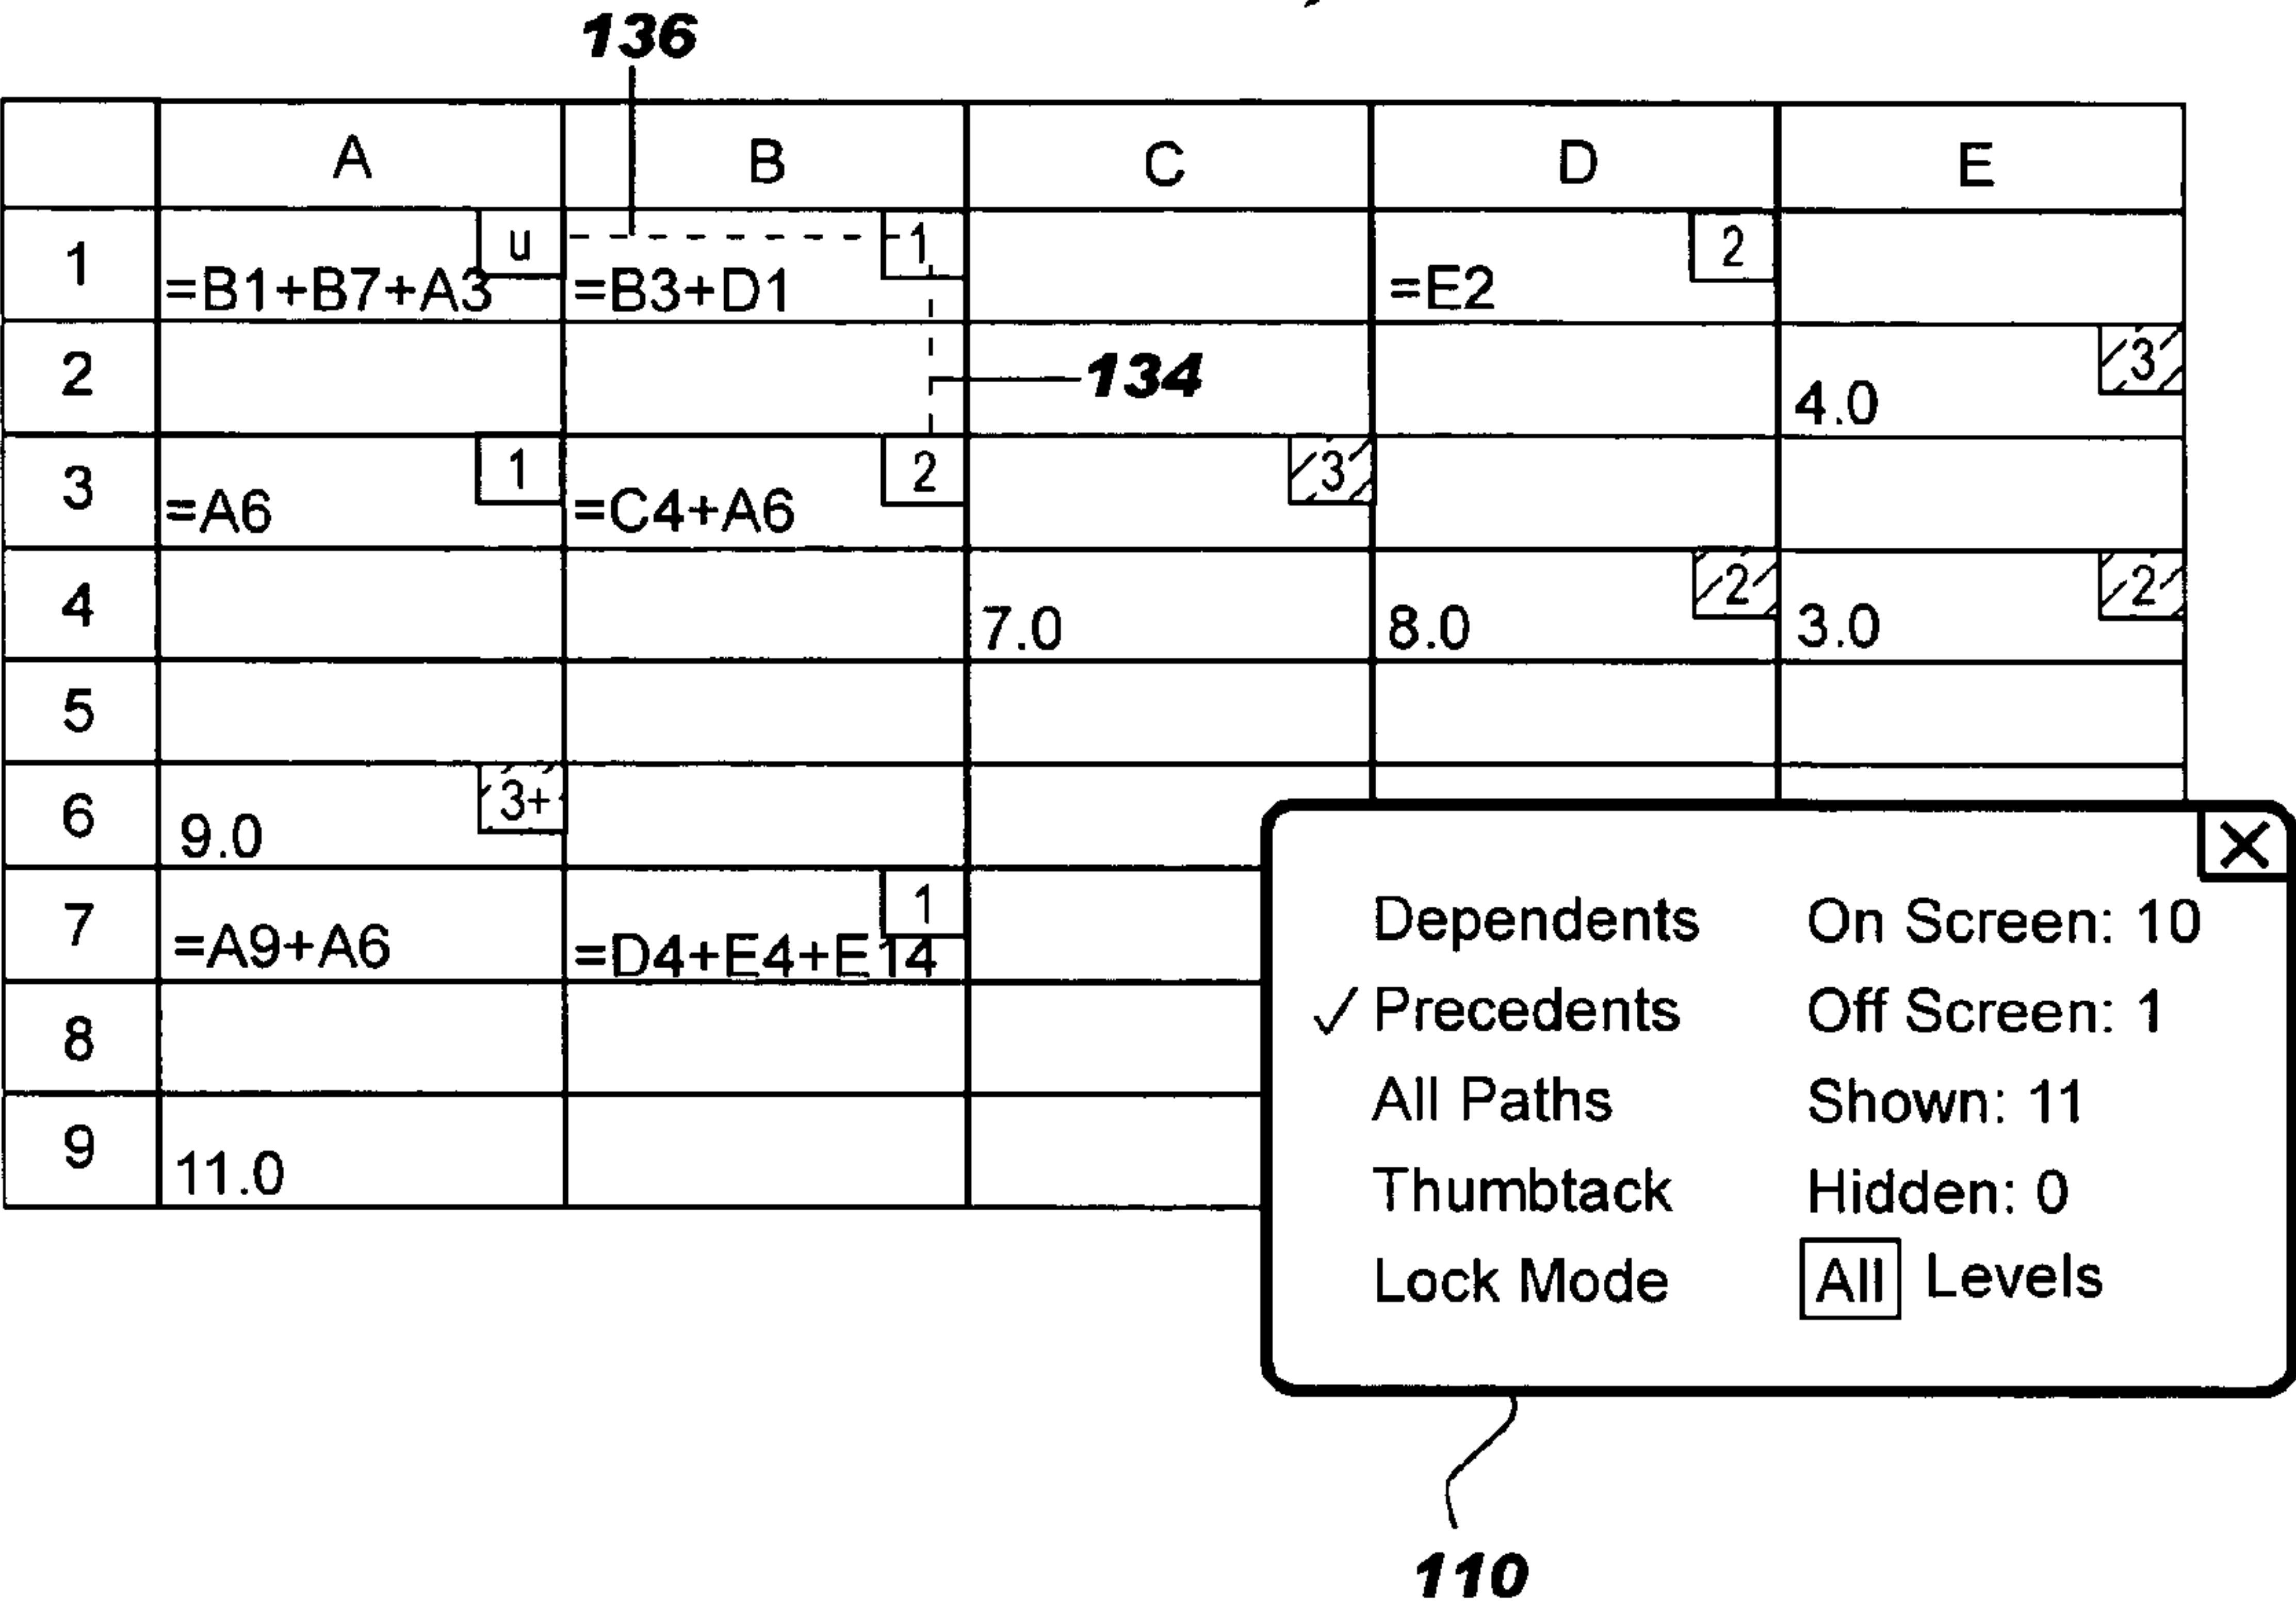 136
A B C D E
1 u =B1+B7+A3 1 =B3+D1 2 =E2
2 134 3 4.0
3 1 =A6 2 =C4+A6 3
4 7.0 2 8.0 2 3.0
5
6 3+ 9.0
7 =A9+A6 1 =D4+E4+E14
8
9 11.0
X
Dependents On Screen: 10
✓ Precedents Off Screen: 1
All Paths Shown: 11
Thumbtack Hidden: 0
Lock Mode All Levels
110